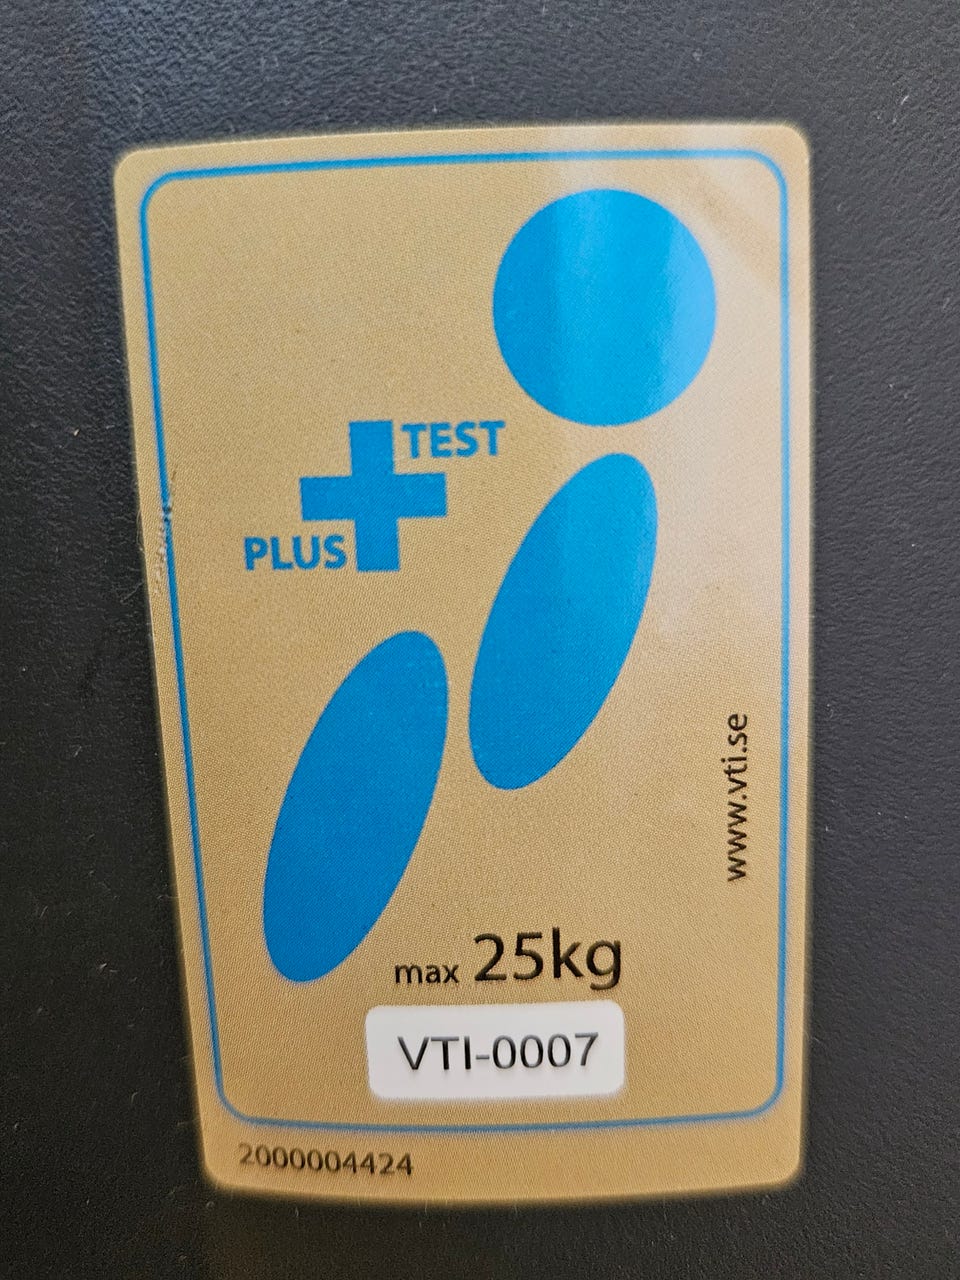 TEST
PLUS
www.vti.se
max 25kg
VTI-0007
2000004424